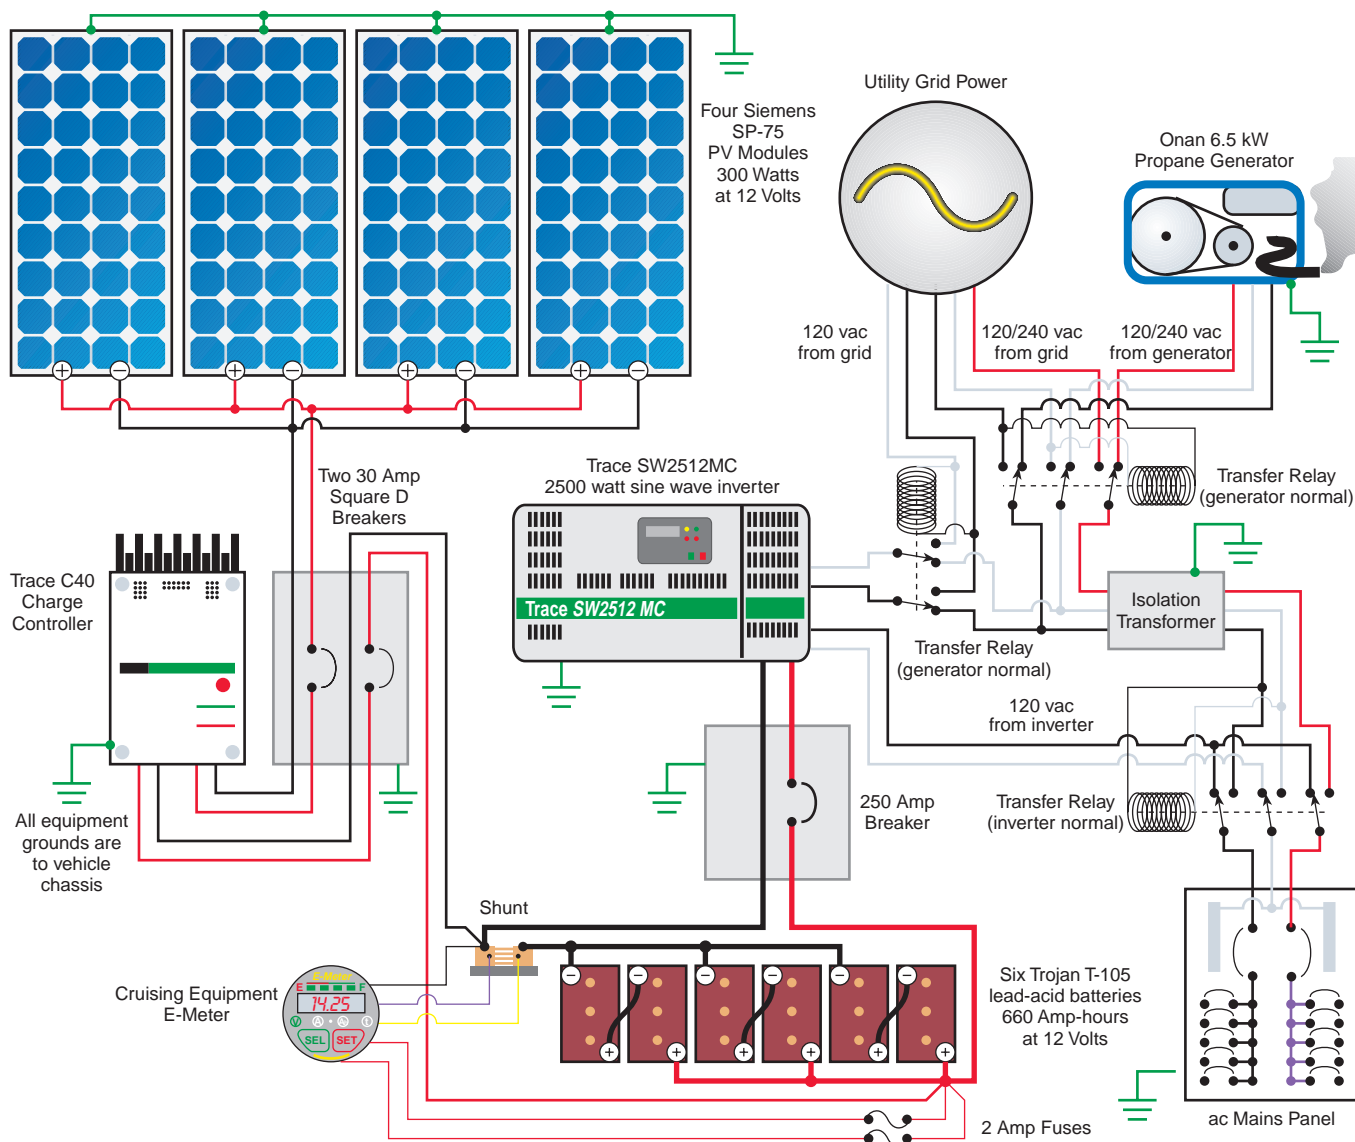 Four Siemens
SP-75
PV Modules
300 Watts
at 12 Volts
Utility Grid Power
Onan 6.5 kW
Propane Generator
120 vac
from grid
120/240 vac
from grid
120/240 vac
from generator
Two 30 Amp
Square D
Breakers
Trace SW2512MC
2500 watt sine wave inverter
Transfer Relay
(generator normal)
Trace C40
Charge
Controller
Trace SW2512 MC
Isolation
Transformer
Transfer Relay
(generator normal)
120 vac
from inverter
All equipment
grounds are
to vehicle
chassis
250 Amp
Breaker
Transfer Relay
(inverter normal)
Shunt
Cruising Equipment
E-Meter
E-Meter
E F
14.25
V A Ah t
SEL SET
Six Trojan T-105
lead-acid batteries
660 Amp-hours
at 12 Volts
2 Amp Fuses
ac Mains Panel